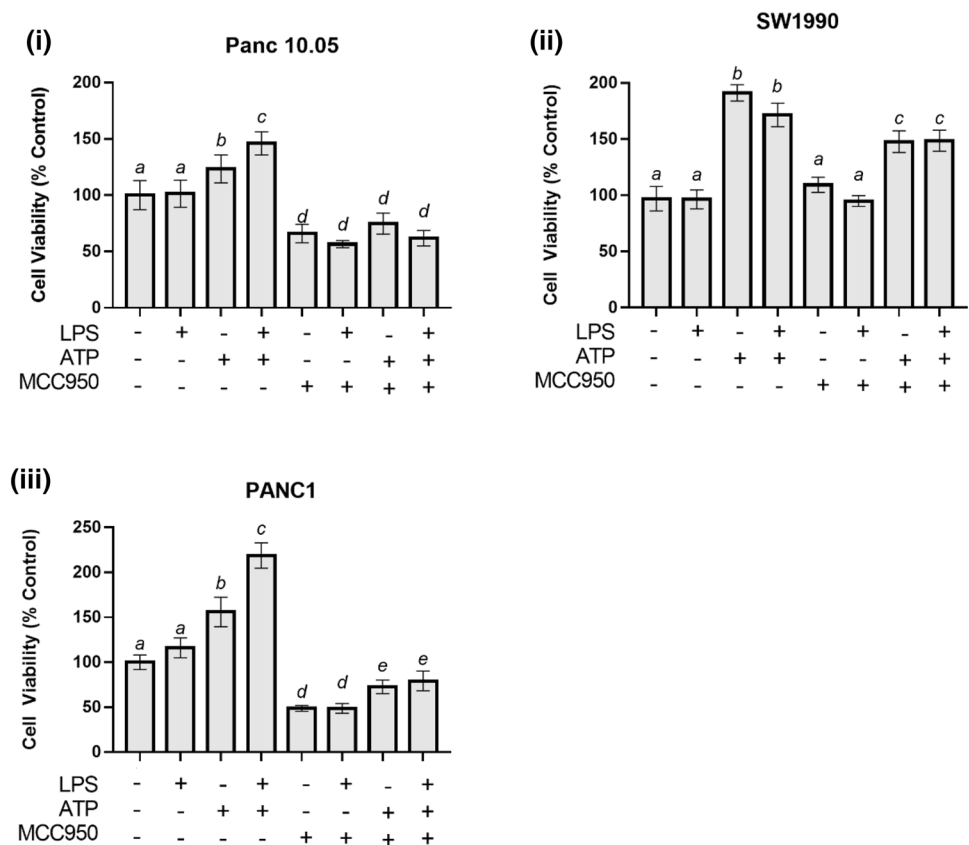 (i)
Panc 10.05
Cell Viability (% Control)
200
150
100
50
0
a a b c d d d d
LPS - + - + - + - +
ATP - - + + - - + +
MCC950 - - - - + + + +
(ii)
SW1990
Cell Viability (% Control)
200
150
100
50
0
a a b b a a c c
LPS - + - + - + - +
ATP - - + + - - + +
MCC950 - - - - + + + +
(iii)
PANC1
Cell Viability (% Control)
250
200
150
100
50
0
a a b c d d e e
LPS - + - + - + - +
ATP - - + + - - + +
MCC950 - - - - + + + +